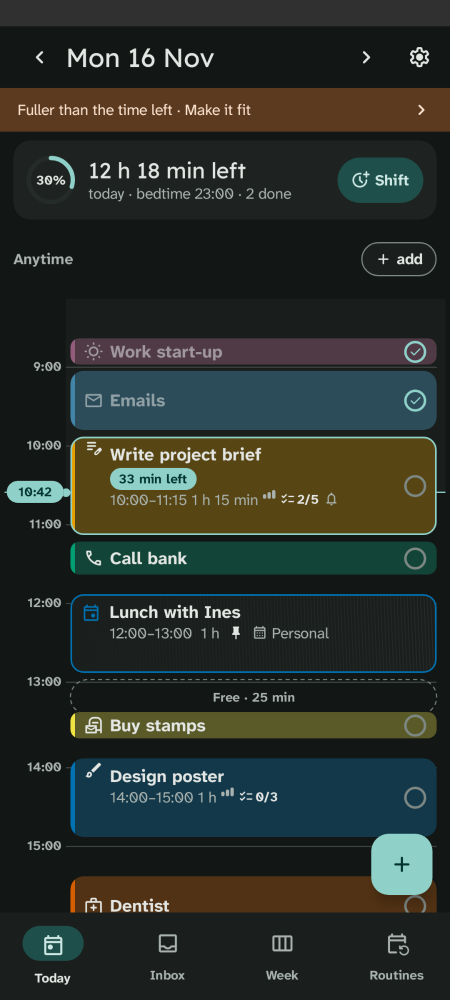 Mon 16 Nov
Fuller than the time left · Make it fit
30%
12 h 18 min left
today · bedtime 23:00 · 2 done
Shift
Anytime
+ add
Work start-up
9:00
Emails
10:00
Write project brief
33 min left
10:42
10:00–11:15 1 h 15 min 2/5
11:00
Call bank
12:00
Lunch with Ines
12:00–13:00 1 h Personal
13:00
Free · 25 min
Buy stamps
14:00
Design poster
14:00–15:00 1 h 0/3
15:00
+
Dentist
Today
Inbox
Week
Routines